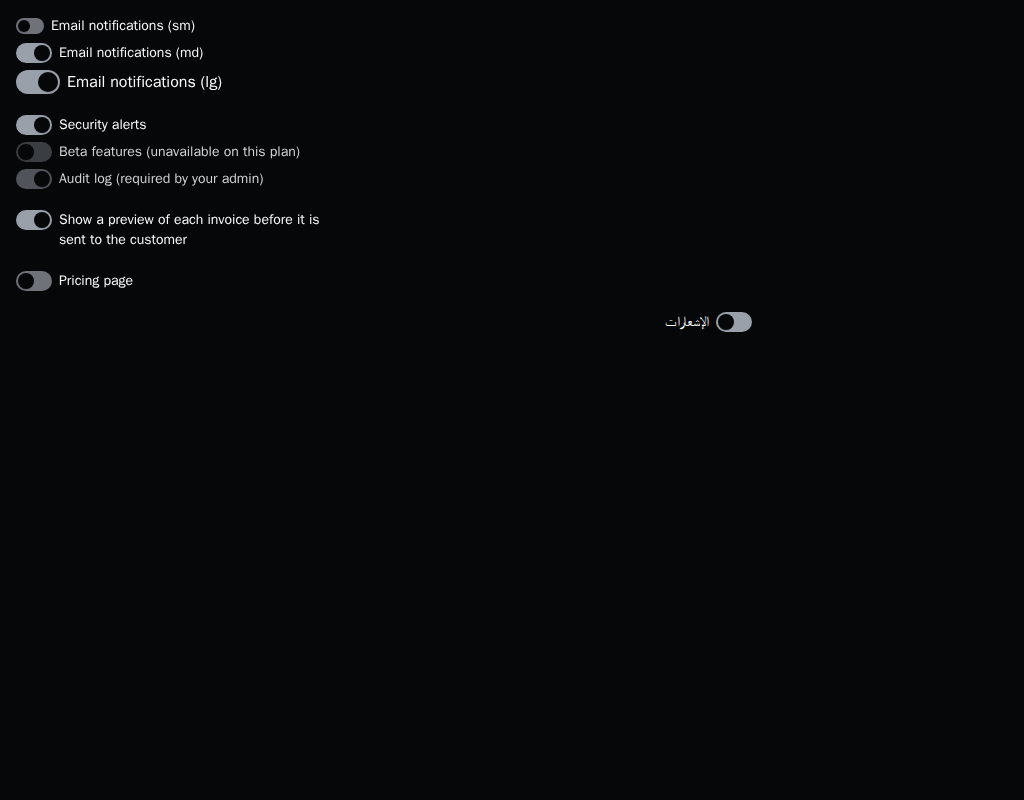 Email notifications (sm)
Email notifications (md)
Email notifications (lg)
Security alerts
Beta features (unavailable on this plan)
Audit log (required by your admin)
Show a preview of each invoice before it is
sent to the customer
Pricing page
الإشعارات